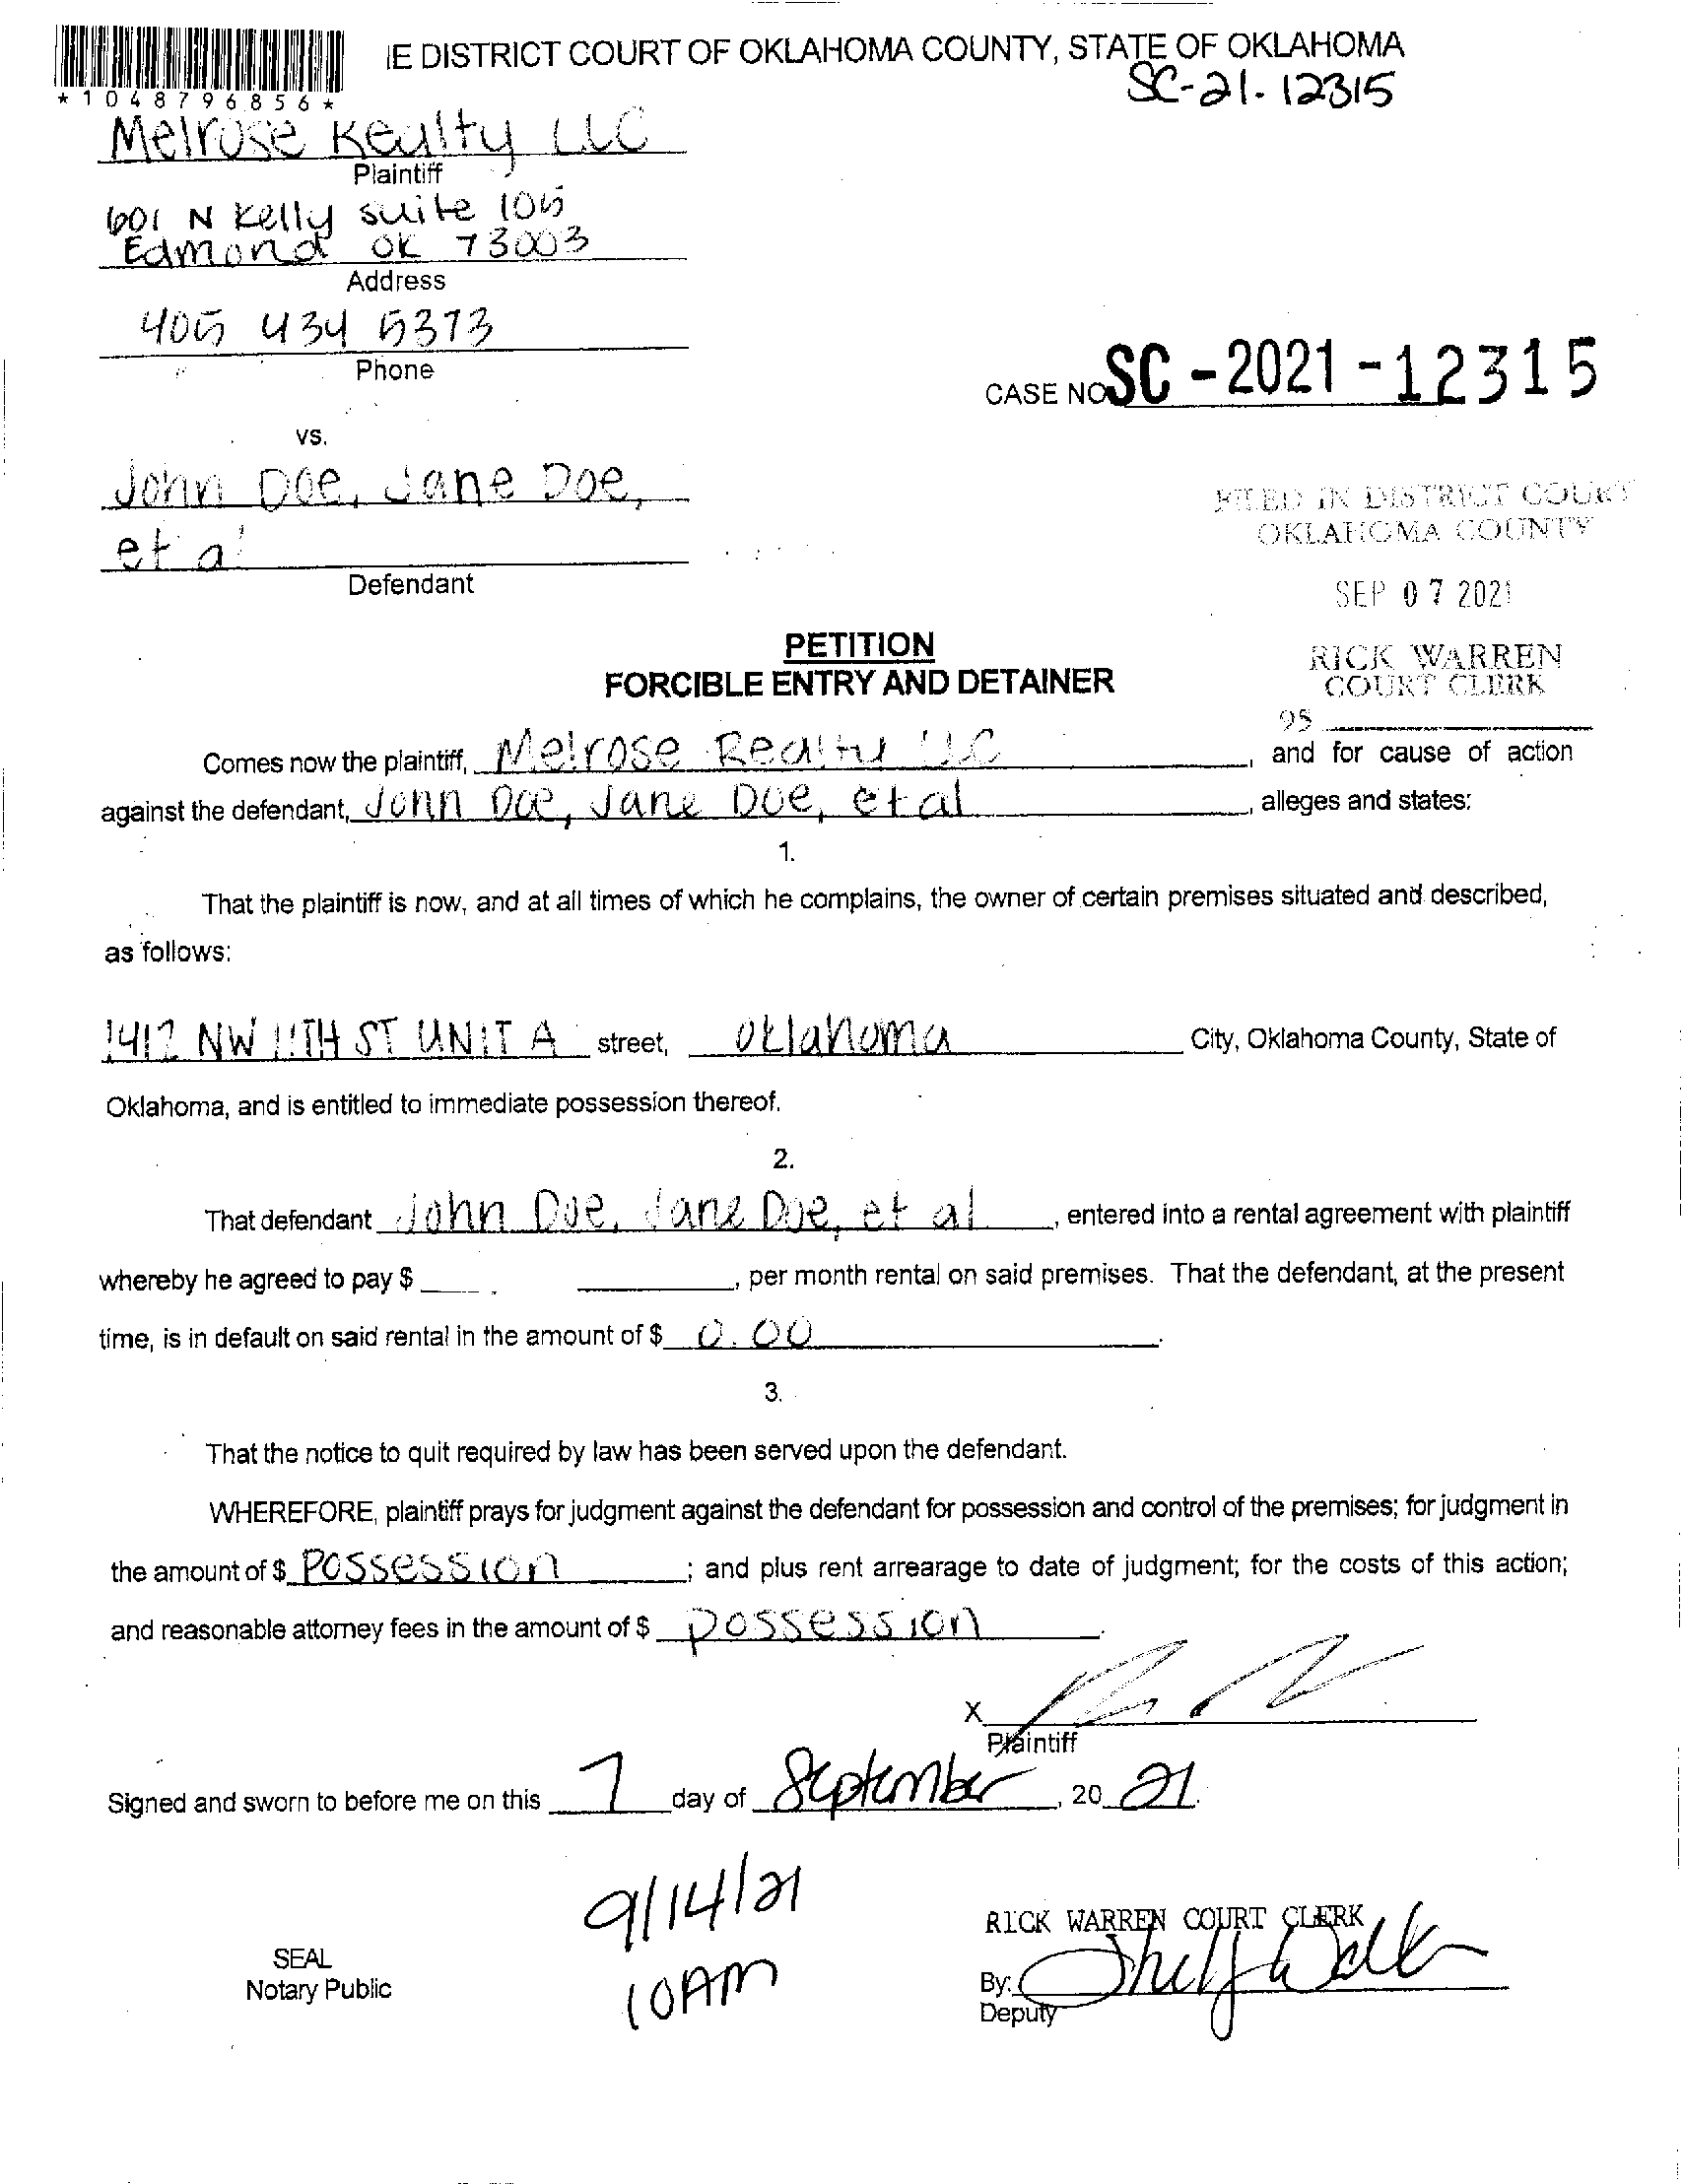 IE DISTRICT COURT OF OKLAHOMA COUNTY, STATE OF OKLAHOMA
SC-21-12315
*1048796856*
Melrose Realty LLC
Plaintiff
601 N Kelly suite 105
Edmond OK 73003
Address
405 434 5373
Phone
CASE NO SC-2021-12315
vs.
John Doe, Jane Doe,
et al
Defendant
FILED IN DISTRICT COURT
OKLAHOMA COUNTY
SEP 07 2021
RICK WARREN
COURT CLERK
95
PETITION
FORCIBLE ENTRY AND DETAINER
Comes now the plaintiff, Melrose Realty LLC, and for cause of action
against the defendant, John Doe, Jane Doe, et al, alleges and states:
1.
That the plaintiff is now, and at all times of which he complains, the owner of certain premises situated and described,
as follows:
1412 NW 11TH ST UNIT A street, Oklahoma City, Oklahoma County, State of
Oklahoma, and is entitled to immediate possession thereof.
2.
That defendant John Doe, Jane Doe, et al, entered into a rental agreement with plaintiff
whereby he agreed to pay $ , per month rental on said premises. That the defendant, at the present
time, is in default on said rental in the amount of $ 0.00.
3.
That the notice to quit required by law has been served upon the defendant.
WHEREFORE, plaintiff prays for judgment against the defendant for possession and control of the premises; for judgment in
the amount of $ Possession; and plus rent arrearage to date of judgment; for the costs of this action;
and reasonable attorney fees in the amount of $ possession.
X
Plaintiff
Signed and sworn to before me on this 7 day of September, 20 21.
9/14/21
10AM
SEAL
Notary Public
RICK WARREN COURT CLERK
By:
Deputy